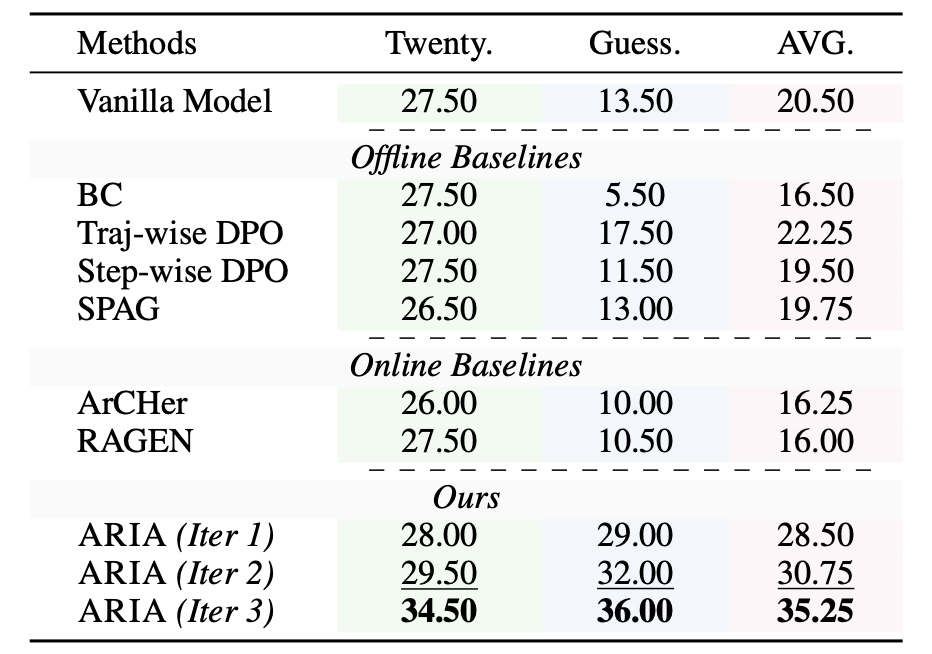 Methods Twenty. Guess. AVG.
Vanilla Model 27.50 13.50 20.50
Offline Baselines
BC 27.50 5.50 16.50
Traj-wise DPO 27.00 17.50 22.25
Step-wise DPO 27.50 11.50 19.50
SPAG 26.50 13.00 19.75
Online Baselines
ArCHer 26.00 10.00 16.25
RAGEN 27.50 10.50 16.00
Ours
ARIA (Iter 1) 28.00 29.00 28.50
ARIA (Iter 2) 29.50 32.00 30.75
ARIA (Iter 3) 34.50 36.00 35.25